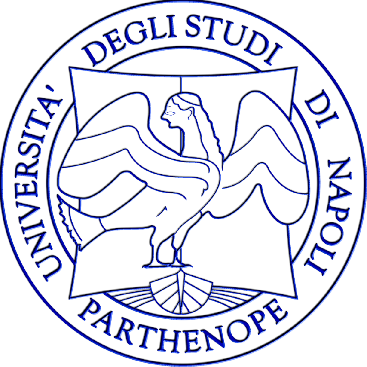 UNIVERSITA' DEGLI STUDI DI NAPOLI
PARTHENOPE